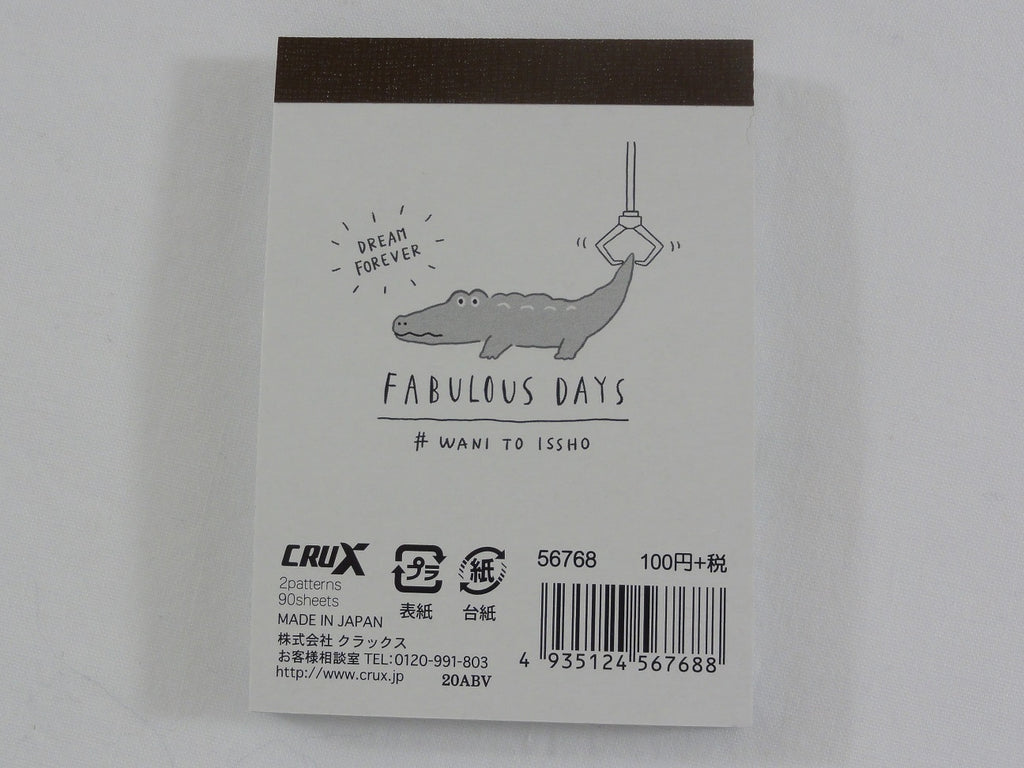 DREAM
FOREVER
FABULOUS DAYS
# WANI TO ISSHO
CRUX
2patterns
90sheets
MADE IN JAPAN
株式会社 クラックス
お客様相談室 TEL:0120-991-803
http://www.crux.jp 20ABV
プラ
表紙
紙
台紙
56768 100円+税
4 935124 567688